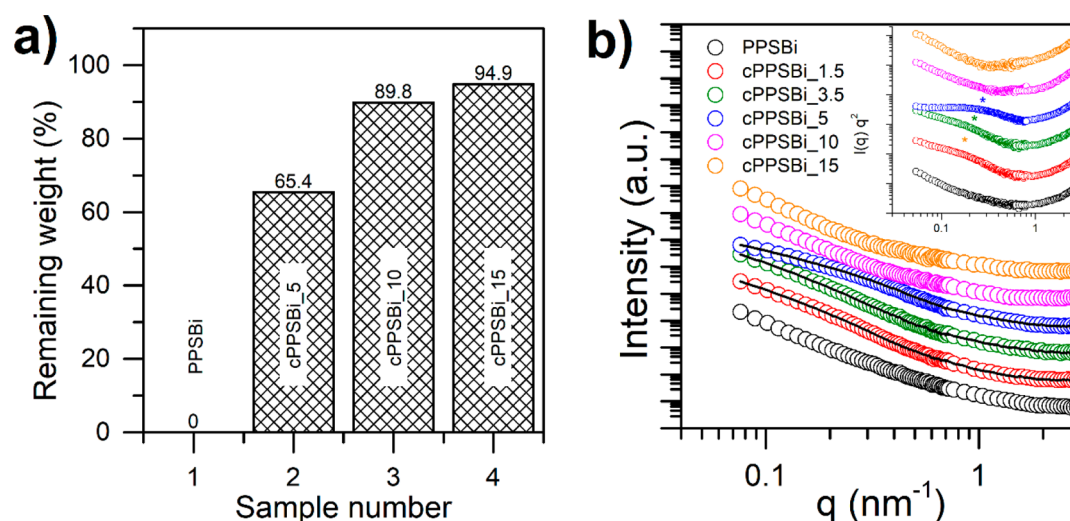 a)
Remaining weight (%)
100
80
60
40
20
0
0
65.4
89.8
94.9
PPSBi
cPPSBi_5
cPPSBi_10
cPPSBi_15
1
2
3
4
Sample number
b)
Intensity (a.u.)
PPSBi
cPPSBi_1.5
cPPSBi_3.5
cPPSBi_5
cPPSBi_10
cPPSBi_15
I(q) q²
*
*
*
0.1
1
0.1
1
q (nm⁻¹)